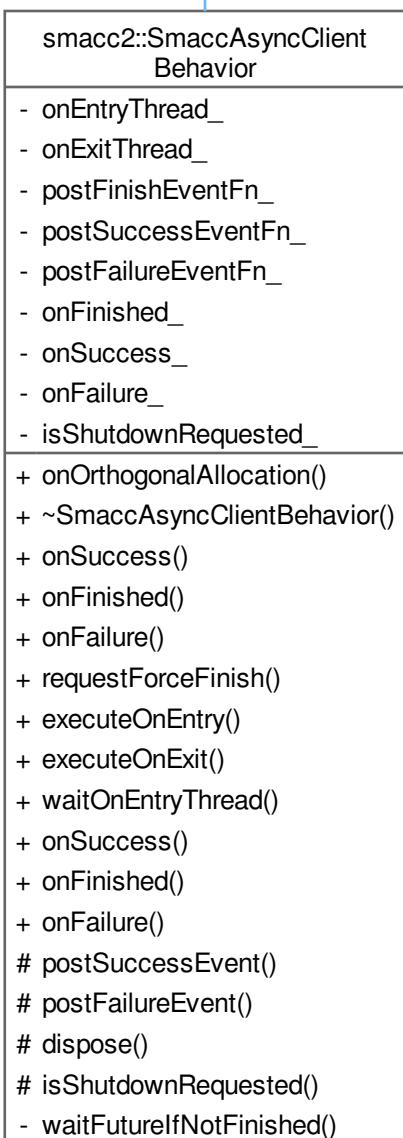 smacc2::SmaccAsyncClient
Behavior
- onEntryThread_
- onExitThread_
- postFinishEventFn_
- postSuccessEventFn_
- postFailureEventFn_
- onFinished_
- onSuccess_
- onFailure_
- isShutdownRequested_
+ onOrthogonalAllocation()
+ ~SmaccAsyncClientBehavior()
+ onSuccess()
+ onFinished()
+ onFailure()
+ requestForceFinish()
+ executeOnEntry()
+ executeOnExit()
+ waitOnEntryThread()
+ onSuccess()
+ onFinished()
+ onFailure()
# postSuccessEvent()
# postFailureEvent()
# dispose()
# isShutdownRequested()
- waitFutureIfNotFinished()